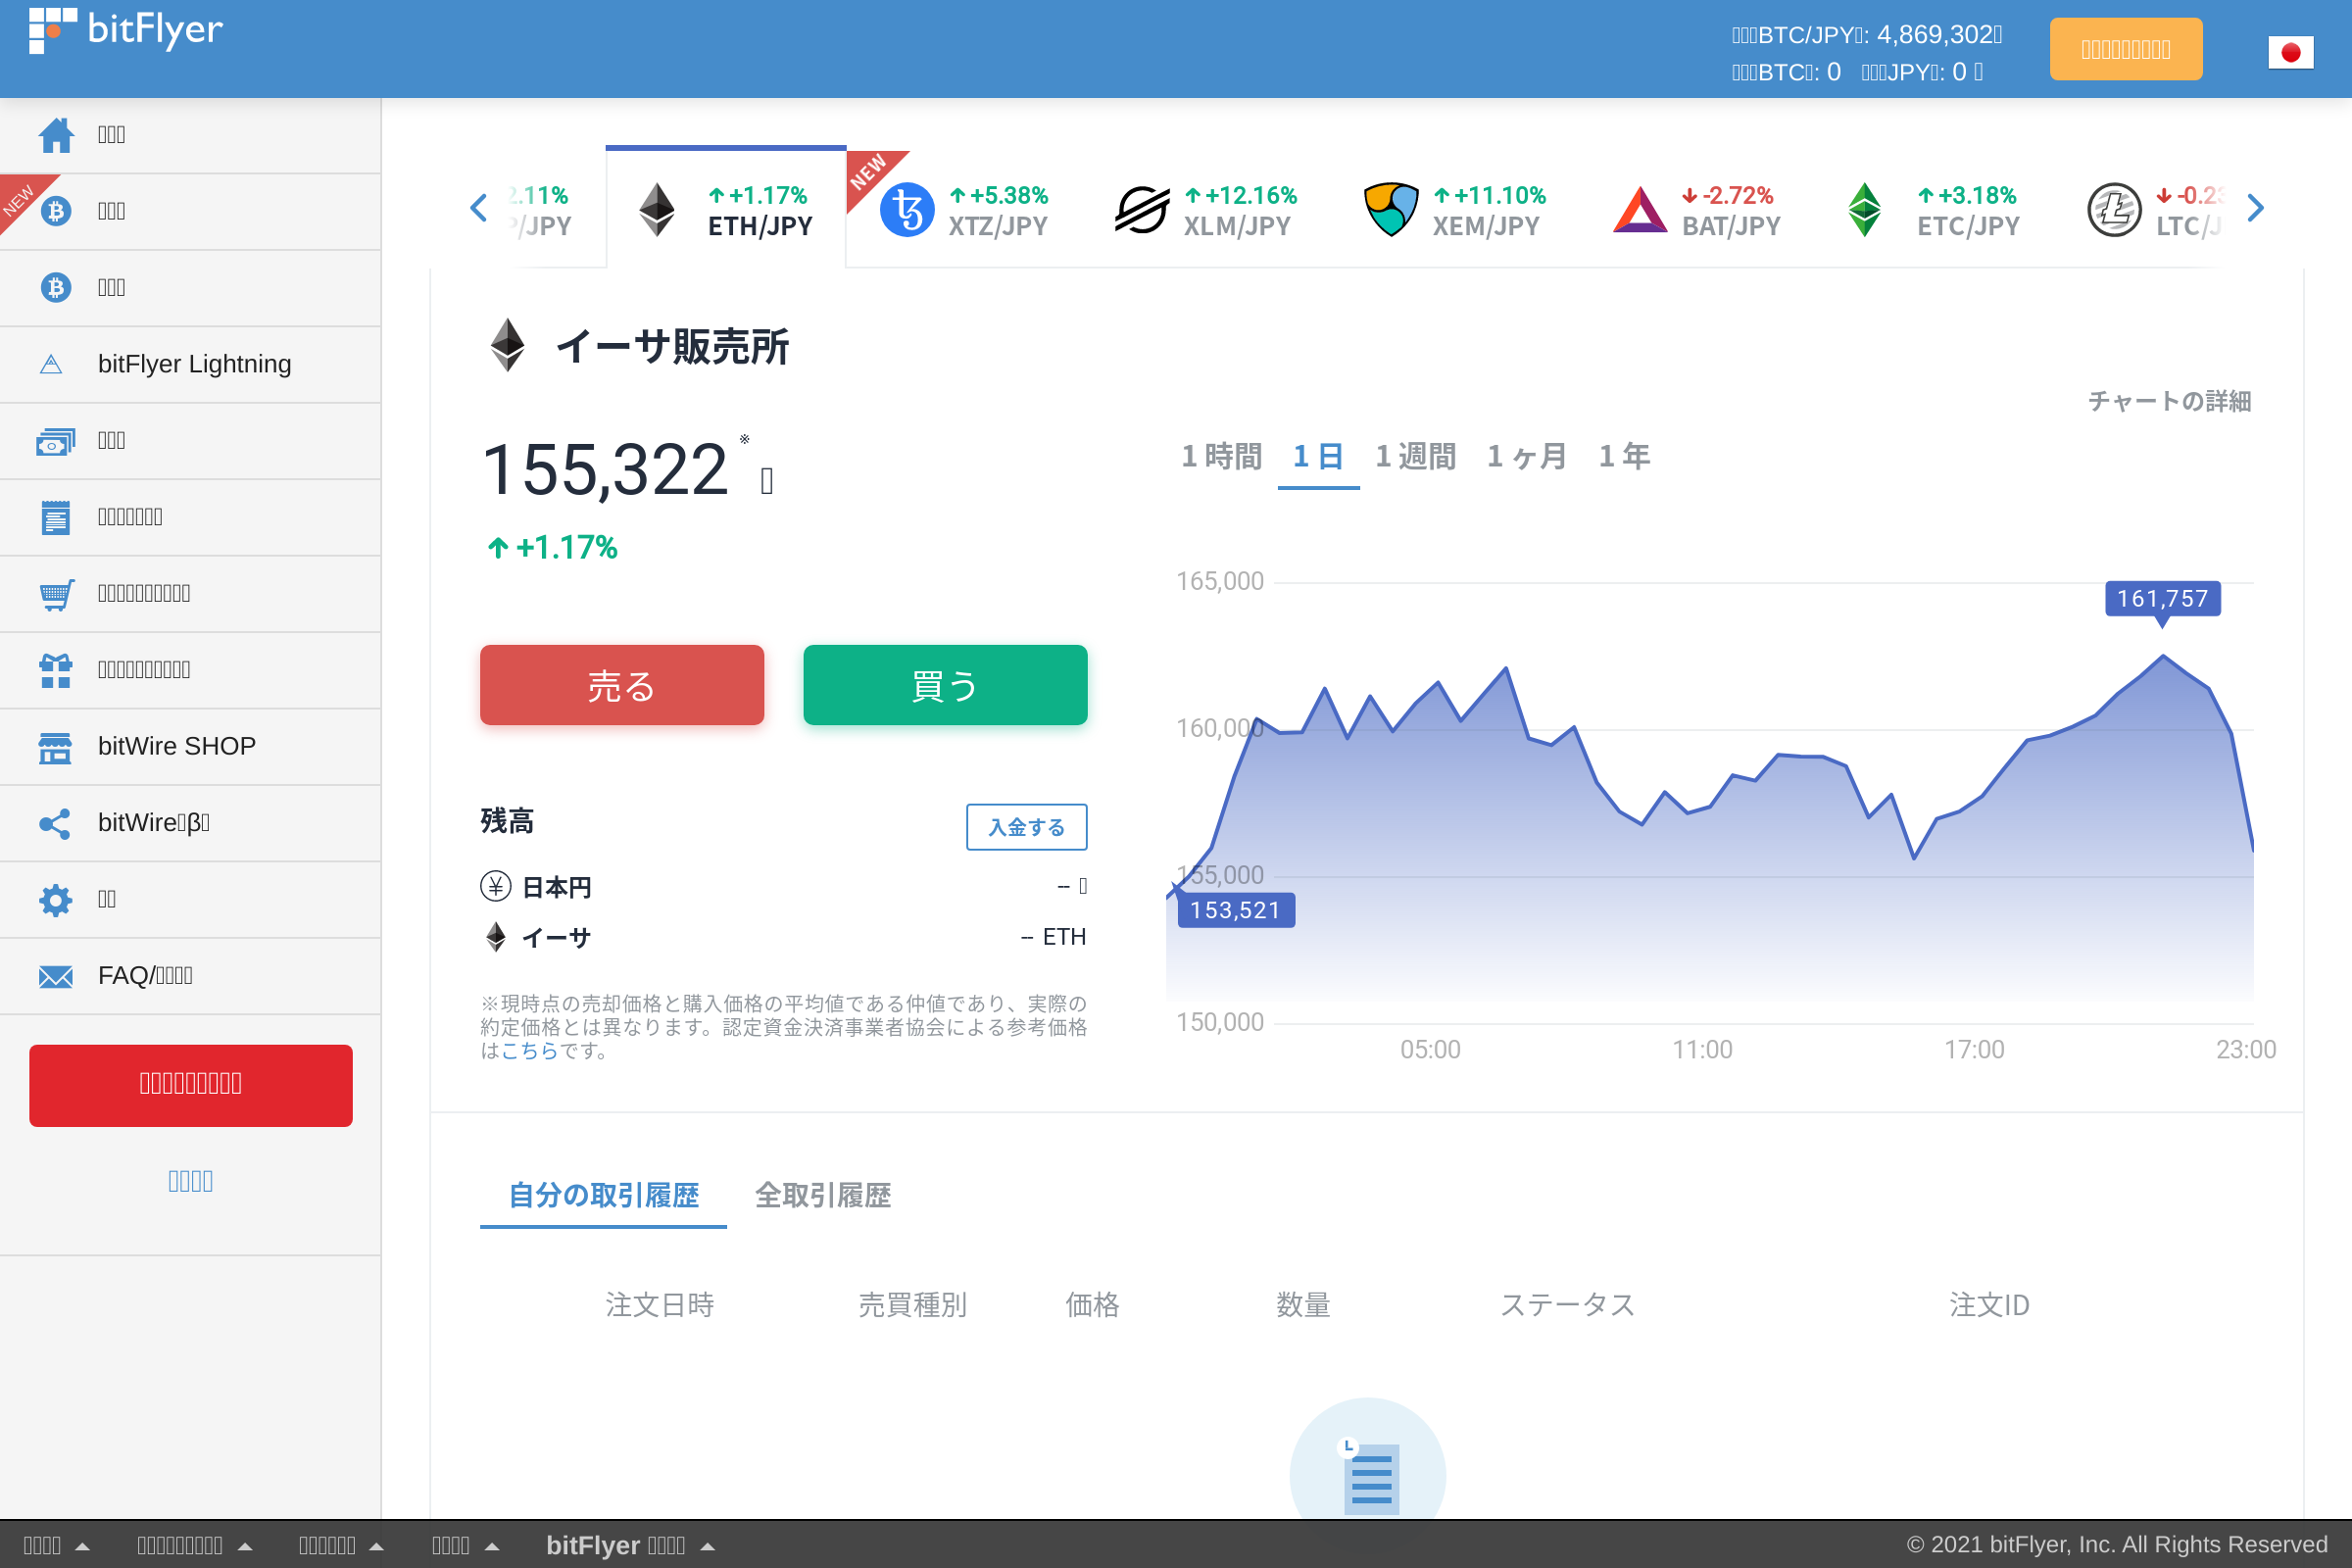 bitFlyer
BTC/JPY: 4,869,302
BTC: 0 JPY: 0
NEW
bitFlyer Lightning
bitWire SHOP
bitWire β
FAQ/
2.11%
P/JPY
+1.17%
ETH/JPY
NEW
+5.38%
XTZ/JPY
+12.16%
XLM/JPY
+11.10%
XEM/JPY
-2.72%
BAT/JPY
+3.18%
ETC/JPY
-0.23
LTC/J
イーサ販売所
チャートの詳細
155,322 ※
+1.17%
1 時間 1 日 1 週間 1 ヶ月 1 年
売る 買う
残高 入金する
¥ 日本円 --
イーサ -- ETH
※現時点の売却価格と購入価格の平均値である仲値であり、実際の
約定価格とは異なります。認定資金決済事業者協会による参考価格
はこちらです。
165,000
161,757
160,000
155,000
153,521
150,000
05:00 11:00 17:00 23:00
自分の取引履歴 全取引履歴
注文日時 売買種別 価格 数量 ステータス 注文ID
bitFlyer
© 2021 bitFlyer, Inc. All Rights Reserved